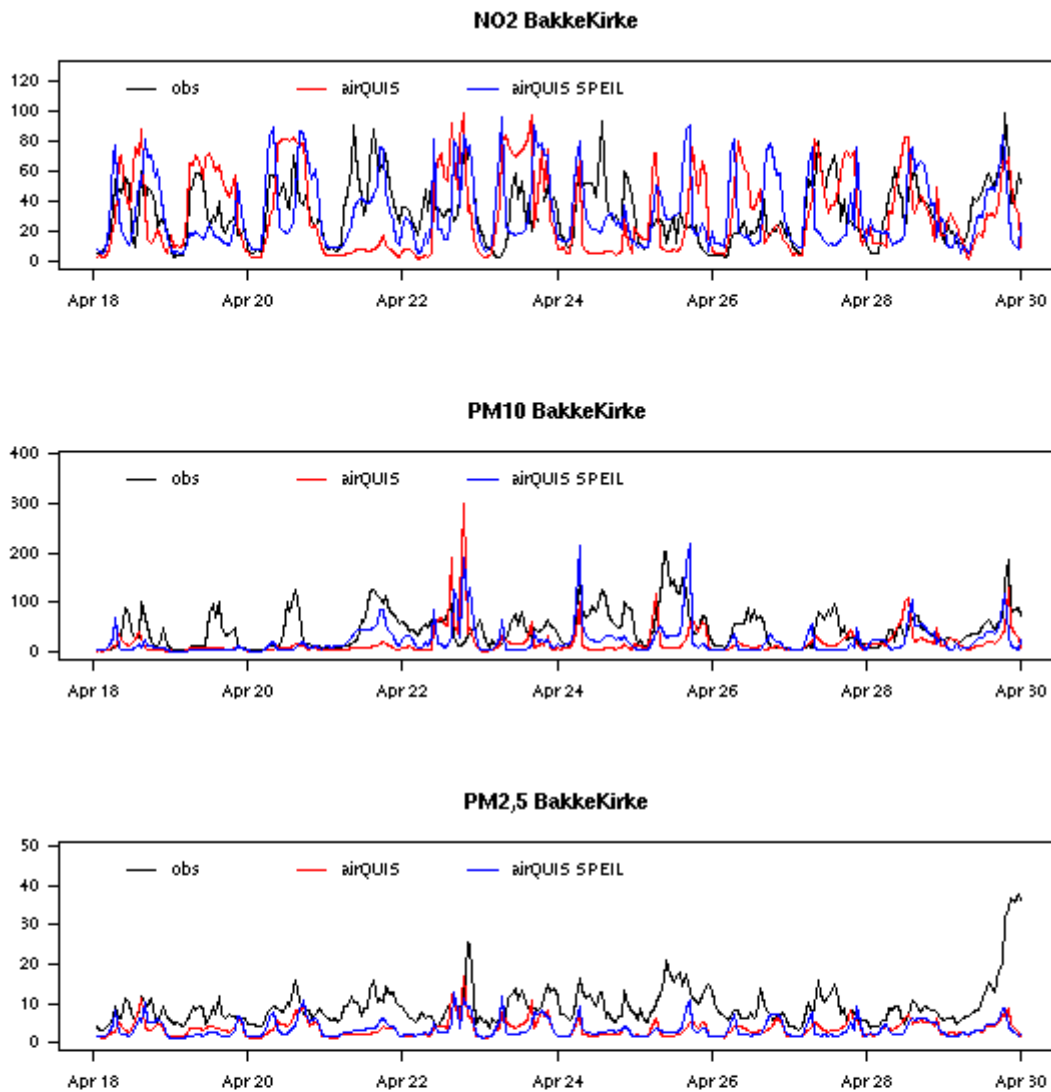 NO2 BakkeKirke
120
obs airQUIS airQUIS SPEIL
100
80
60
40
20
0
Apr 18 Apr 20 Apr 22 Apr 24 Apr 26 Apr 28 Apr 30
PM10 BakkeKirke
400
obs airQUIS airQUIS SPEIL
300
200
100
0
Apr 18 Apr 20 Apr 22 Apr 24 Apr 26 Apr 28 Apr 30
PM2,5 BakkeKirke
50
obs airQUIS airQUIS SPEIL
40
30
20
10
0
Apr 18 Apr 20 Apr 22 Apr 24 Apr 26 Apr 28 Apr 30